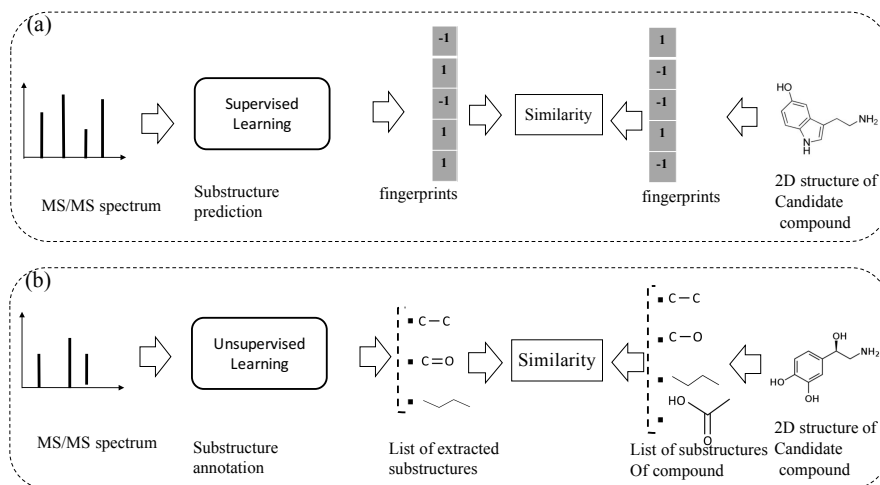 (a)
-1
1
-1
1
1
1
-1
-1
1
-1
Supervised
Learning
Similarity
HO
NH₂
N
H
MS/MS spectrum
Substructure
prediction
fingerprints
fingerprints
2D structure of
Candidate
compound
(b)
Unsupervised
Learning
C－C
C=O
Similarity
C－C
C－O
HO
O
OH
NH₂
HO
OH
MS/MS spectrum
Substructure
annotation
List of extracted
substructures
List of substructures
Of compound
2D structure of
Candidate
compound